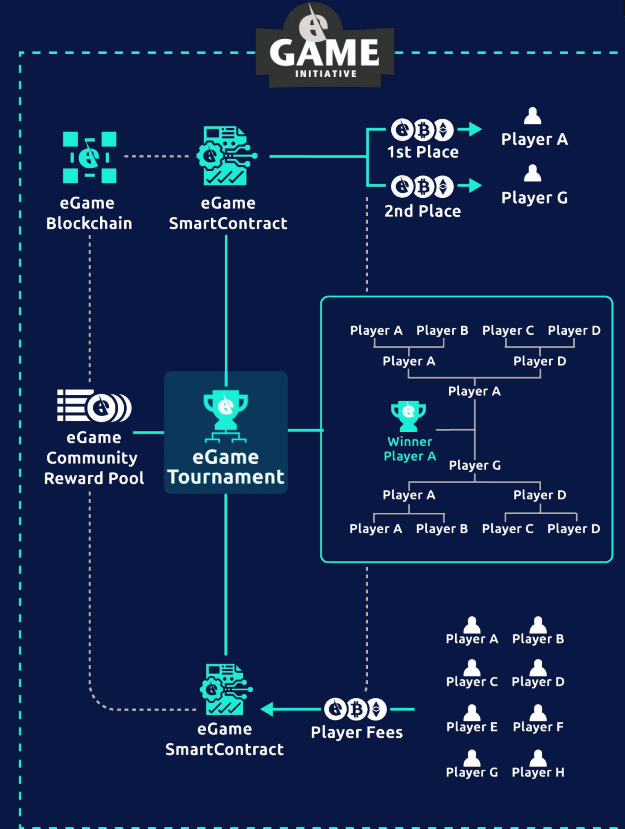 GAME
INITIATIVE
1st Place
Player A
2nd Place
Player G
eGame
Blockchain
eGame
SmartContract
Player A Player B Player C Player D
Player A Player D
Player A
Winner
Player A
Player G
Player A Player D
Player A Player B Player C Player D
eGame
Community
Reward Pool
eGame
Tournament
eGame
SmartContract
Player Fees
Player A Player B
Player C Player D
Player E Player F
Player G Player H